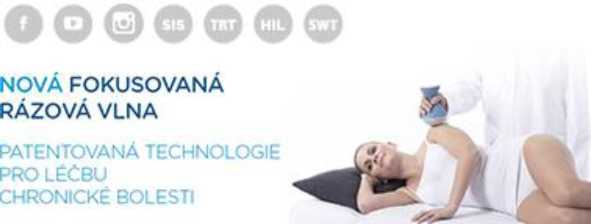 SIS TRT HIL SWT
NOVÁ FOKUSOVANÁ
RÁZOVÁ VLNA
PATENTOVANÁ TECHNOLOGIE
PRO LÉČBU
CHRONICKÉ BOLESTI